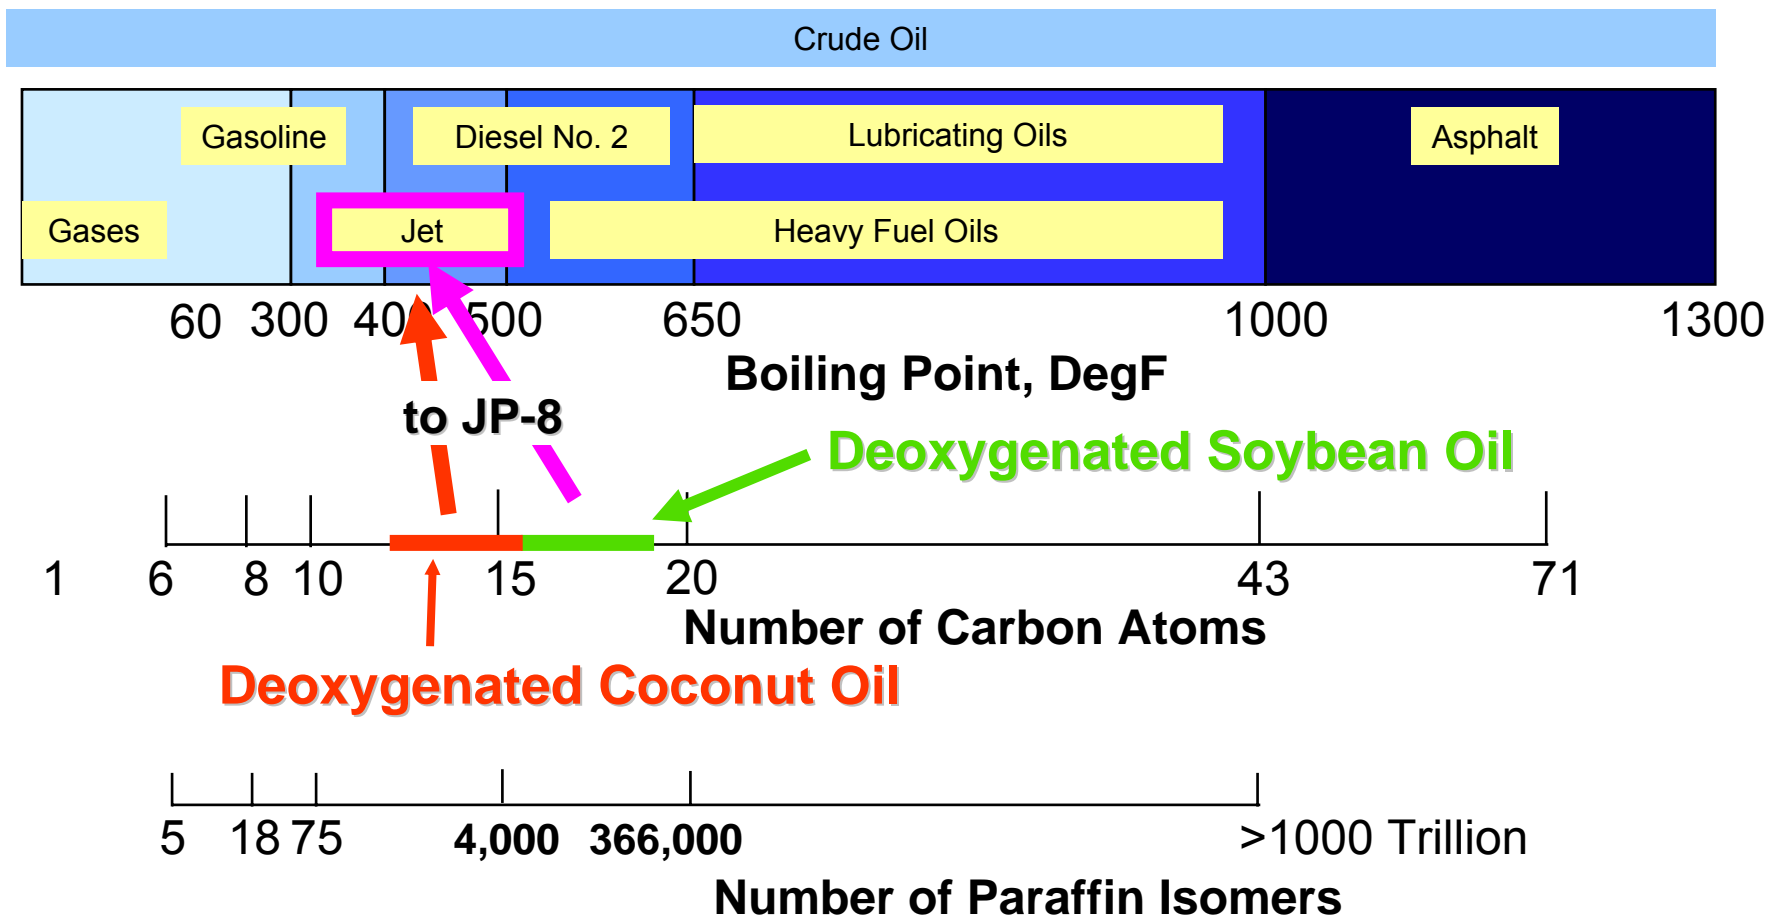 Crude Oil
Gasoline
Diesel No. 2
Lubricating Oils
Asphalt
Gases
Jet
Heavy Fuel Oils
60 300 400 500 650 1000 1300
Boiling Point, DegF
to JP-8
Deoxygenated Soybean Oil
1 6 8 10 15 20 43 71
Number of Carbon Atoms
Deoxygenated Coconut Oil
5 18 75 4,000 366,000 >1000 Trillion
Number of Paraffin Isomers